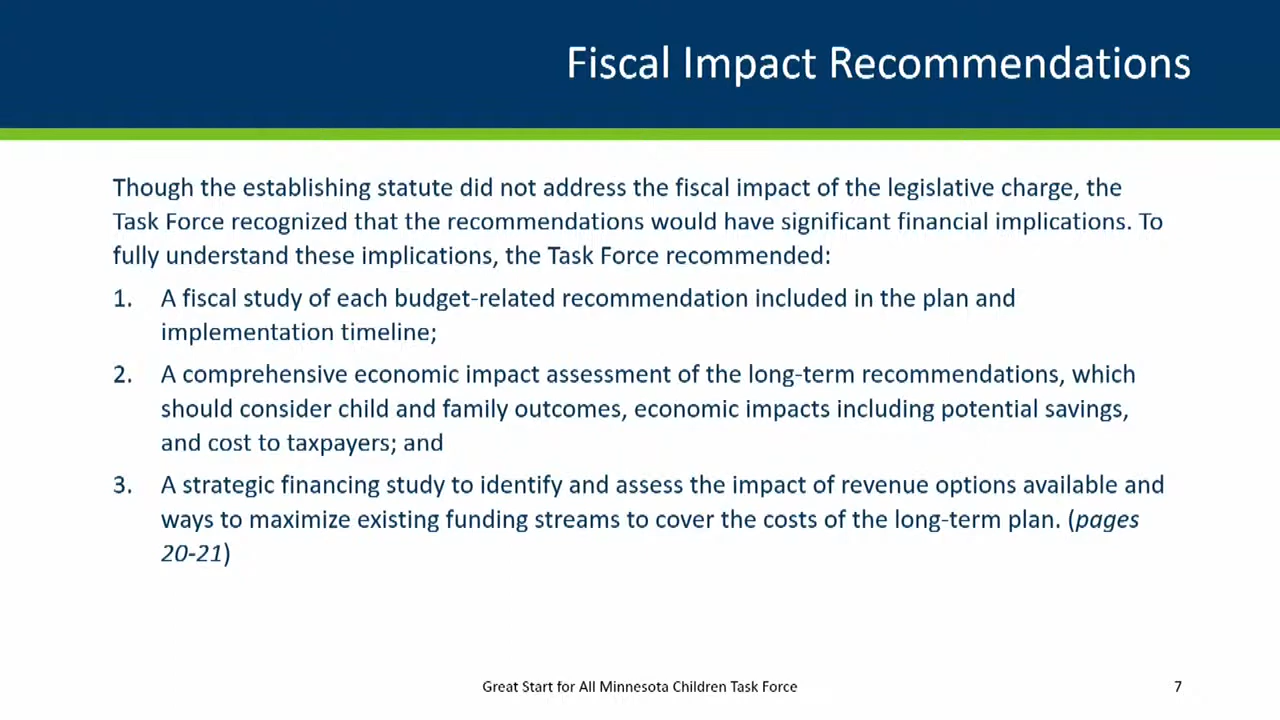 Fiscal Impact Recommendations
Though the establishing statute did not address the fiscal impact of the legislative charge, the
Task Force recognized that the recommendations would have significant financial implications. To
fully understand these implications, the Task Force recommended:
1. A fiscal study of each budget-related recommendation included in the plan and
implementation timeline;
2. A comprehensive economic impact assessment of the long-term recommendations, which
should consider child and family outcomes, economic impacts including potential savings,
and cost to taxpayers; and
3. A strategic financing study to identify and assess the impact of revenue options available and
ways to maximize existing funding streams to cover the costs of the long-term plan. (pages
20-21)
Great Start for All Minnesota Children Task Force
7